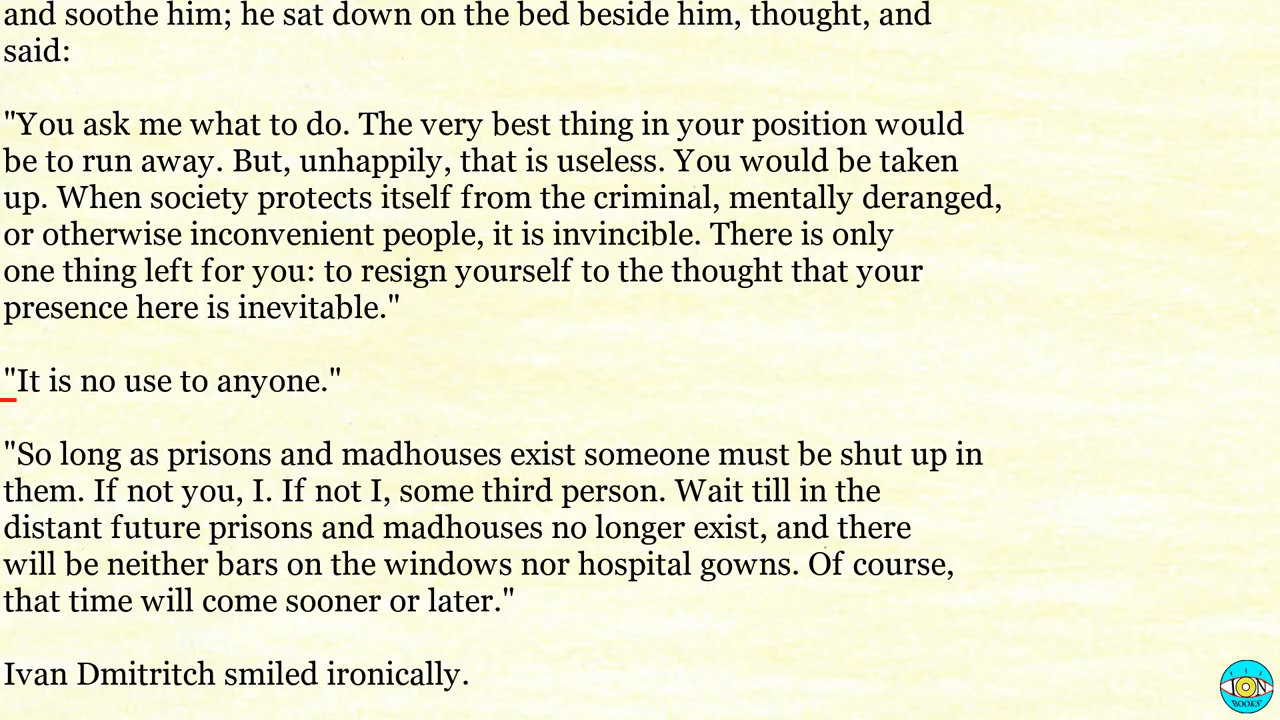 and soothe him; he sat down on the bed beside him, thought, and
said:
"You ask me what to do. The very best thing in your position would
be to run away. But, unhappily, that is useless. You would be taken
up. When society protects itself from the criminal, mentally deranged,
or otherwise inconvenient people, it is invincible. There is only
one thing left for you: to resign yourself to the thought that your
presence here is inevitable."
"It is no use to anyone."
"So long as prisons and madhouses exist someone must be shut up in
them. If not you, I. If not I, some third person. Wait till in the
distant future prisons and madhouses no longer exist, and there
will be neither bars on the windows nor hospital gowns. Of course,
that time will come sooner or later."
Ivan Dmitritch smiled ironically.
ION
BOOKS